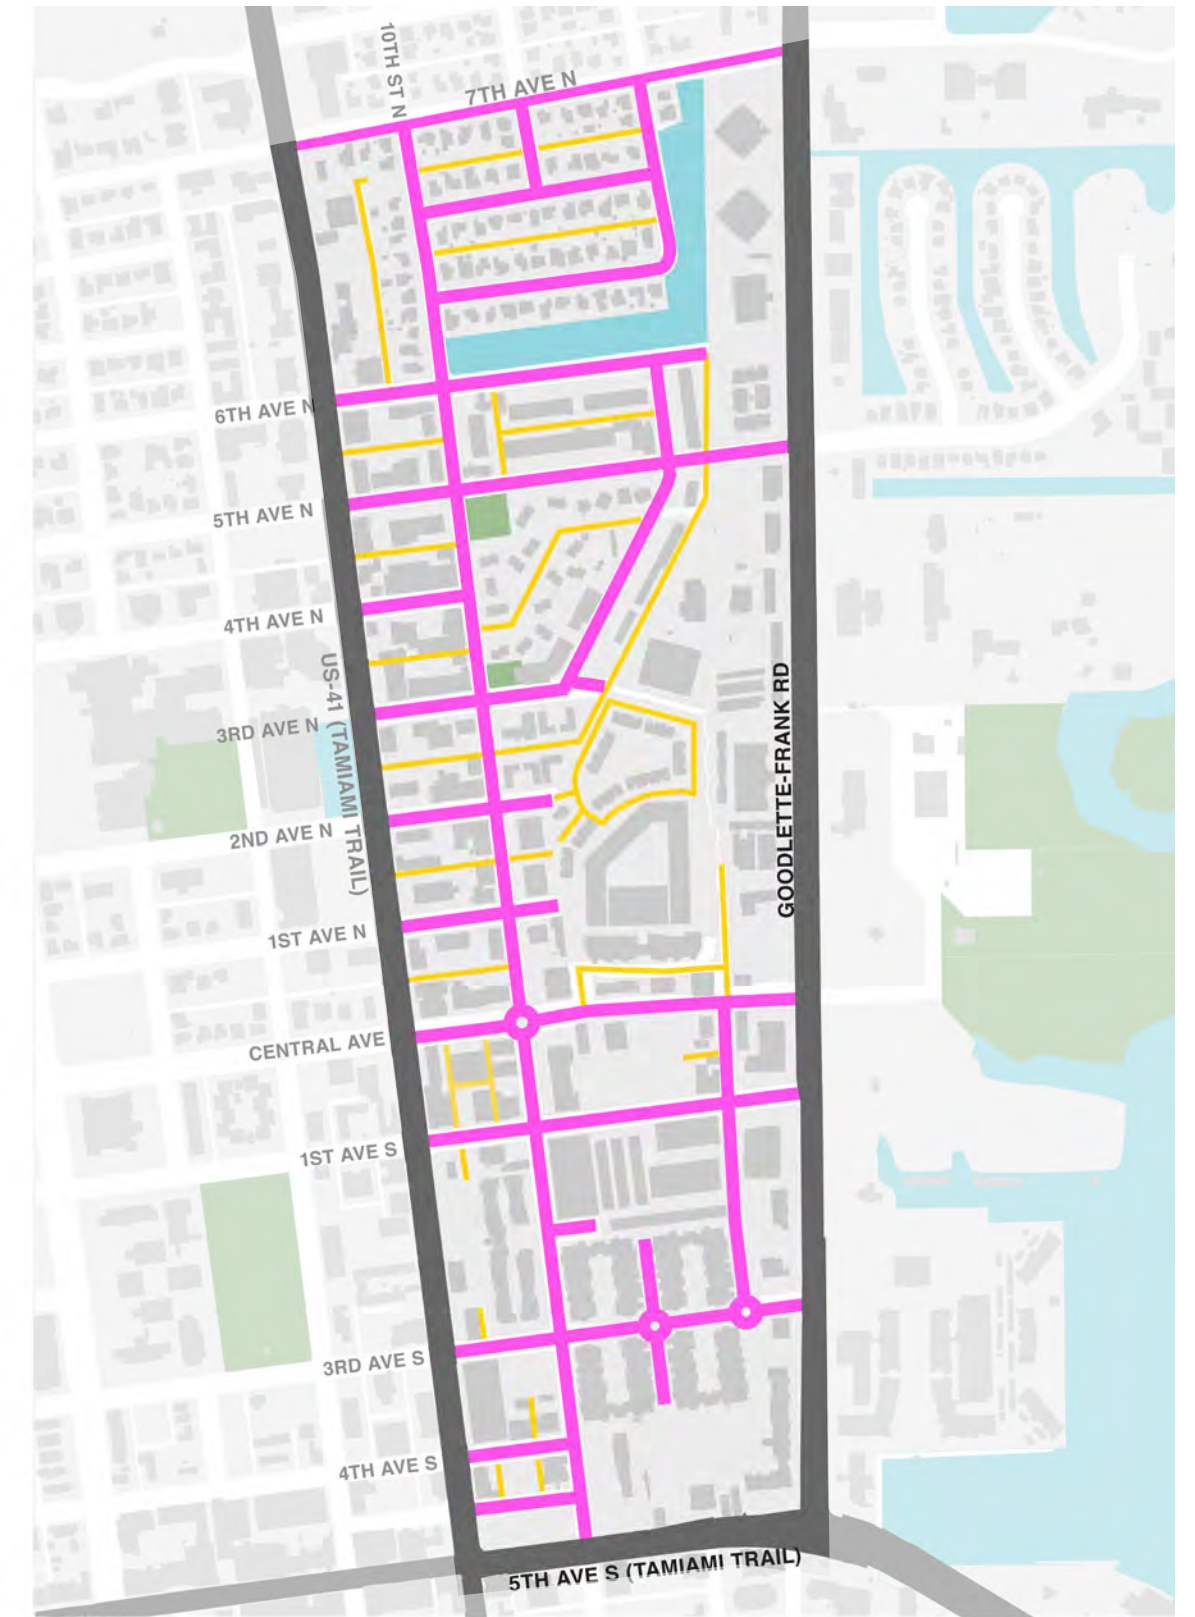 10TH ST N
7TH AVE N
6TH AVE N
5TH AVE N
4TH AVE N
US-41 (TAMIAMI TRAIL)
3RD AVE N
GOODLETTE-FRANK RD
2ND AVE N
1ST AVE N
CENTRAL AVE
1ST AVE S
3RD AVE S
4TH AVE S
5TH AVE S (TAMIAMI TRAIL)